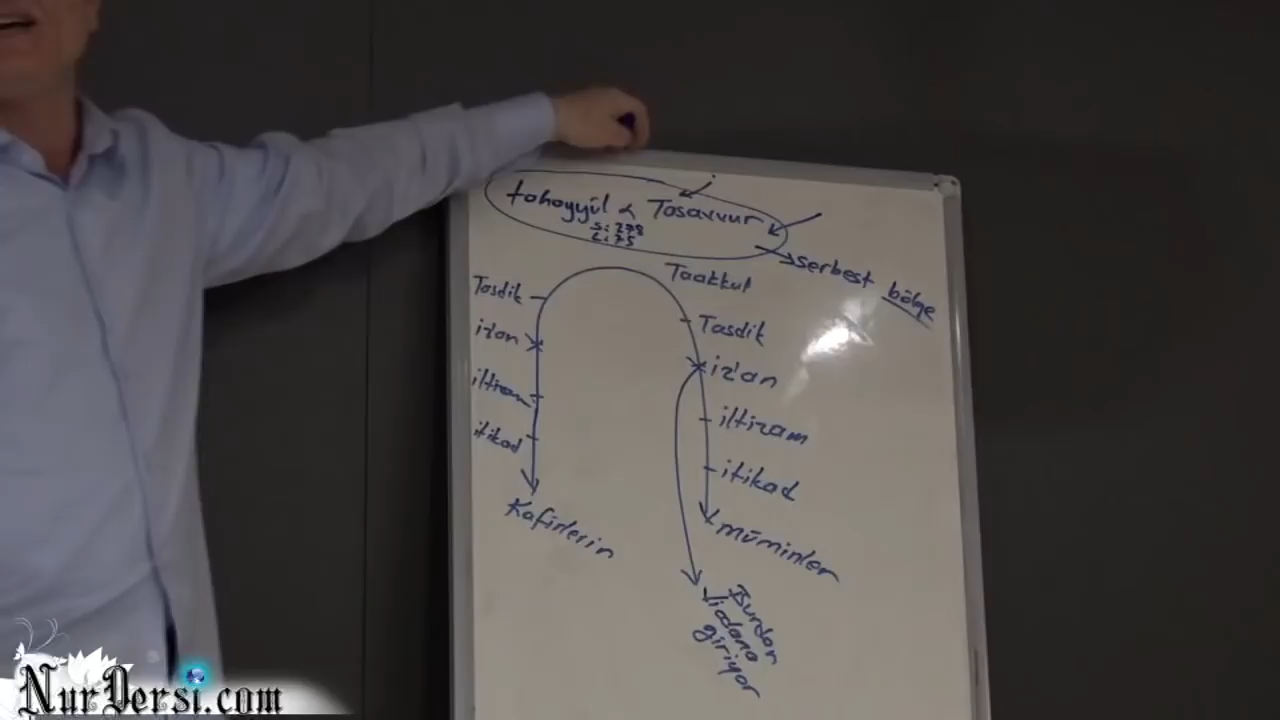 tahayyül & Tasavvur
S: 278
L: 75
serbest bölge
Taakkul
Tasdik
iz'an
iltizam
itikad
müminler
Burdan
Vicdana
giriyor
Tasdik
izan
iltizam
itikad
Kafirlerin
NurDersi.com